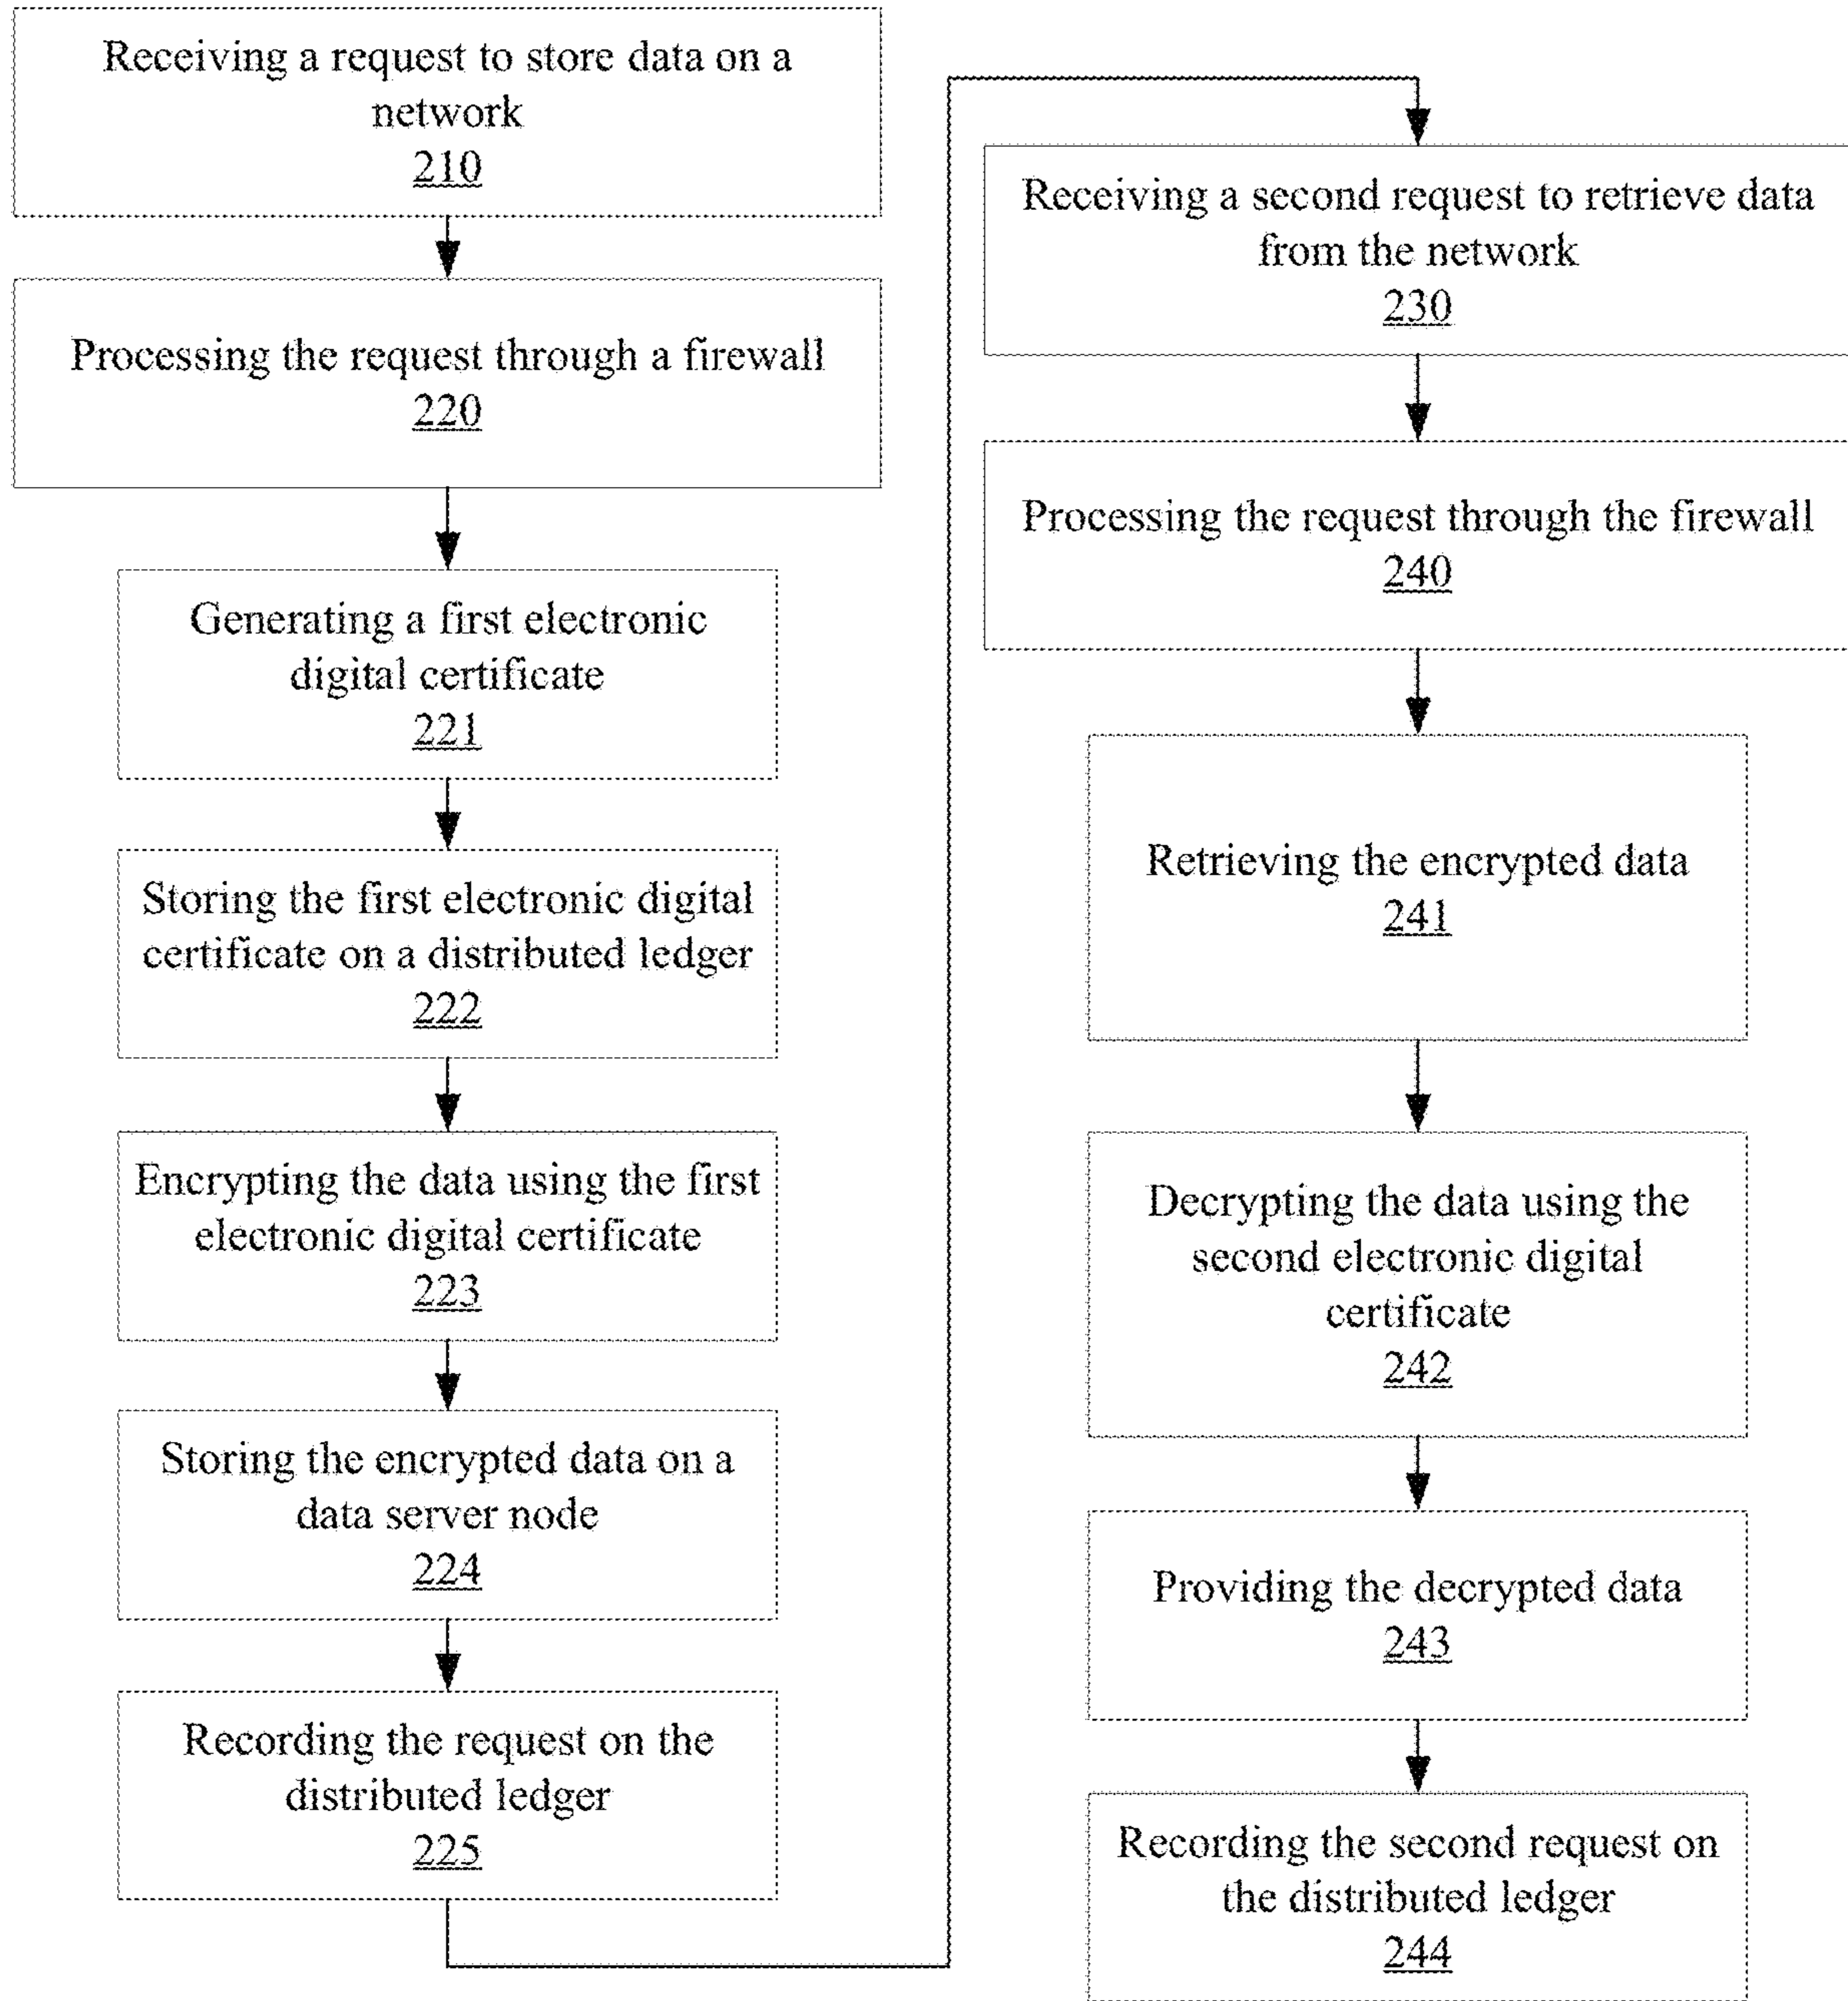 Receiving a request to store data on a
network
210
Processing the request through a firewall
220
Generating a first electronic
digital certificate
221
Storing the first electronic digital
certificate on a distributed ledger
222
Encrypting the data using the first
electronic digital certificate
223
Storing the encrypted data on a
data server node
224
Recording the request on the
distributed ledger
225
Receiving a second request to retrieve data
from the network
230
Processing the request through the firewall
240
Retrieving the encrypted data
241
Decrypting the data using the
second electronic digital
certificate
242
Providing the decrypted data
243
Recording the second request on
the distributed ledger
244